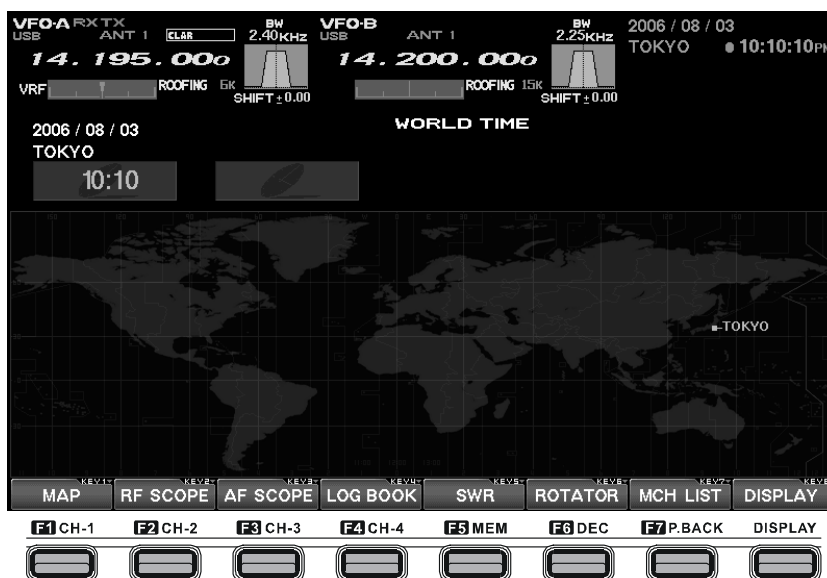 VFO-A RX TX
USB ANT 1 CLAR
14.195.000
VRF ROOFING 6K
BW
2.40KHZ
SHIFT ± 0.00
VFO-B
USB ANT 1
14.200.000
ROOFING 15K
BW
2.25KHZ
SHIFT ± 0.00
2006 / 08 / 03
TOKYO 10:10:10PM
WORLD TIME
2006 / 08 / 03
TOKYO
10:10
TOKYO
KEY1 KEY2 KEY3 KEY4 KEY5 KEY6 KEY7 KEY8
MAP RF SCOPE AF SCOPE LOG BOOK SWR ROTATOR MCH LIST DISPLAY
F1 CH-1 F2 CH-2 F3 CH-3 F4 CH-4 F5 MEM F6 DEC F7 P.BACK DISPLAY